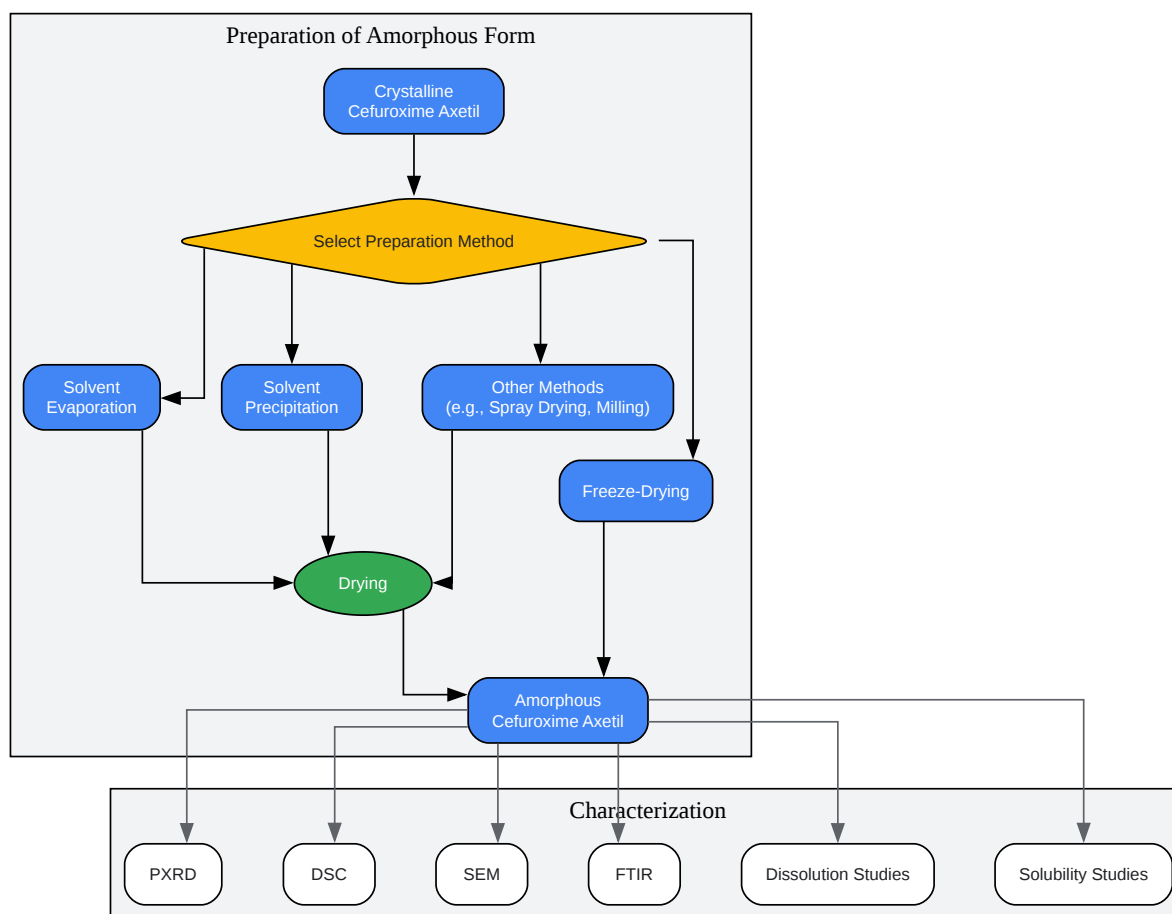 Preparation of Amorphous Form
Crystalline
Cefuroxime Axetil
Select Preparation Method
Solvent
Evaporation
Solvent
Precipitation
Other Methods
(e.g., Spray Drying, Milling)
Freeze-Drying
Drying
Amorphous
Cefuroxime Axetil
Characterization
PXRD
DSC
SEM
FTIR
Dissolution Studies
Solubility Studies